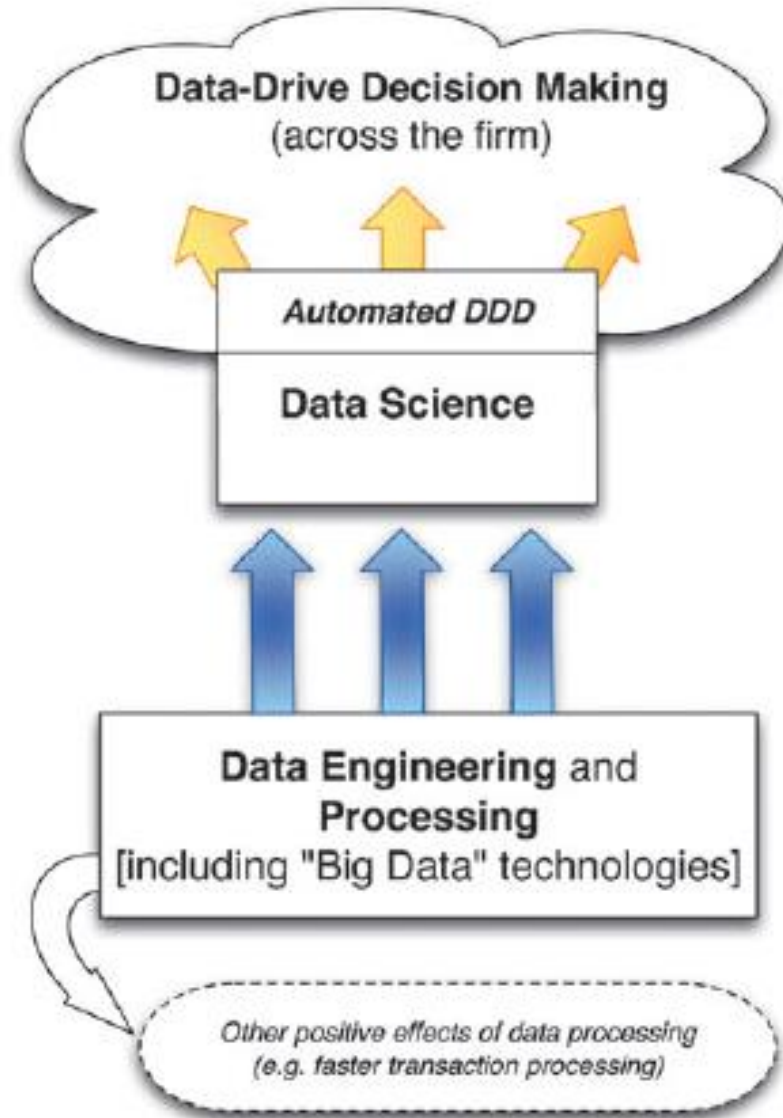 Data-Drive Decision Making
(across the firm)
Automated DDD
Data Science
Data Engineering and
Processing
[including "Big Data" technologies]
Other positive effects of data processing
(e.g. faster transaction processing)